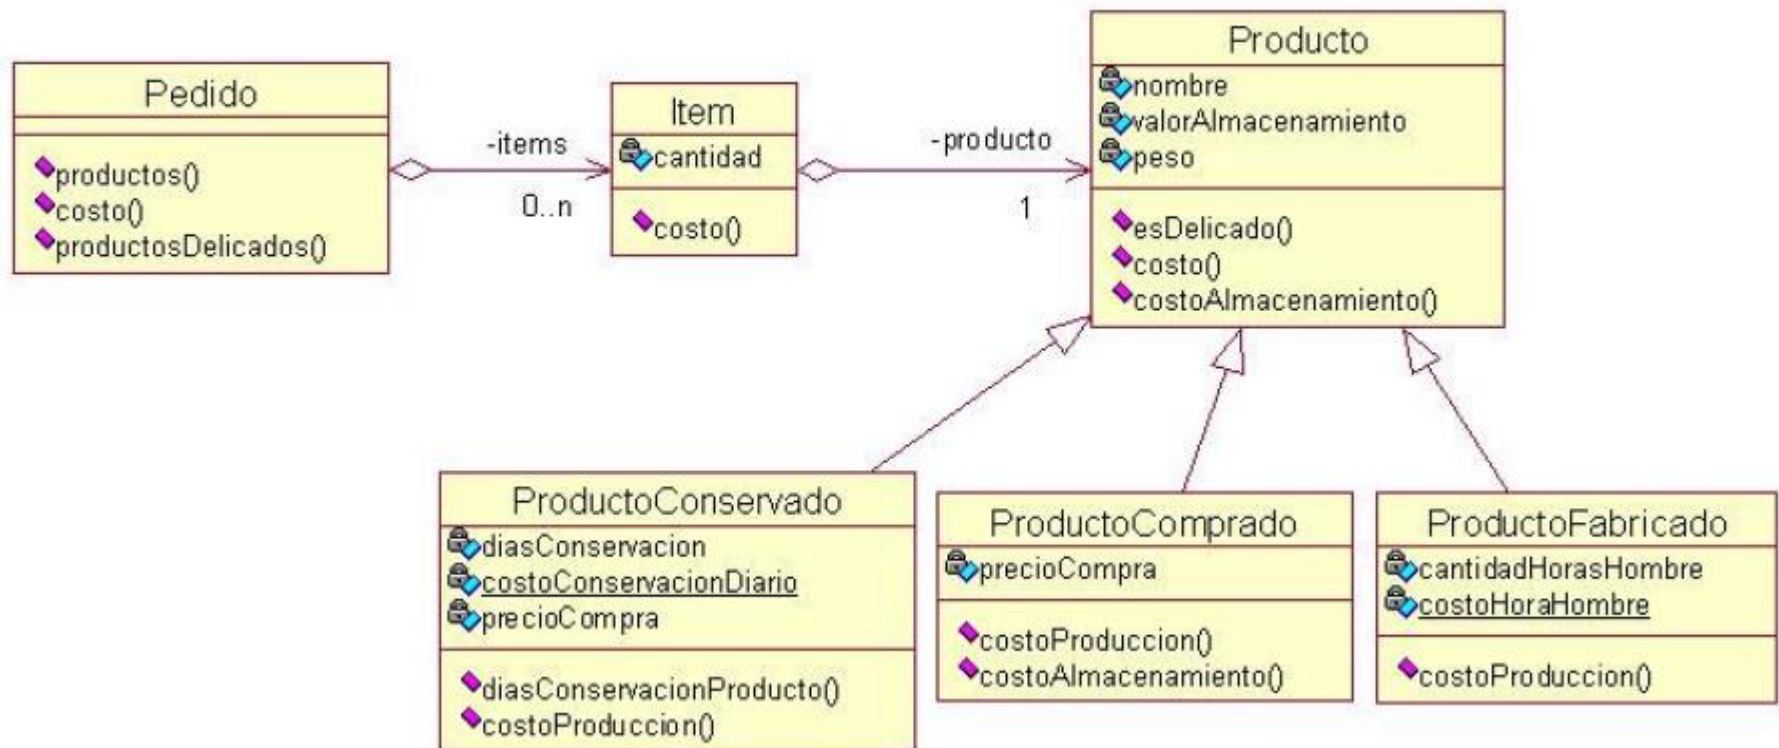 Pedido
productos()
costo()
productosDelicados()
-items
0..n
Item
cantidad
costo()
-producto
1
Producto
nombre
valorAlmacenamiento
peso
esDelicado()
costo()
costoAlmacenamiento()
ProductoConservado
diasConservacion
costoConservacionDiario
precioCompra
diasConservacionProducto()
costoProduccion()
ProductoComprado
precioCompra
costoProduccion()
costoAlmacenamiento()
ProductoFabricado
cantidadHorasHombre
costoHoraHombre
costoProduccion()